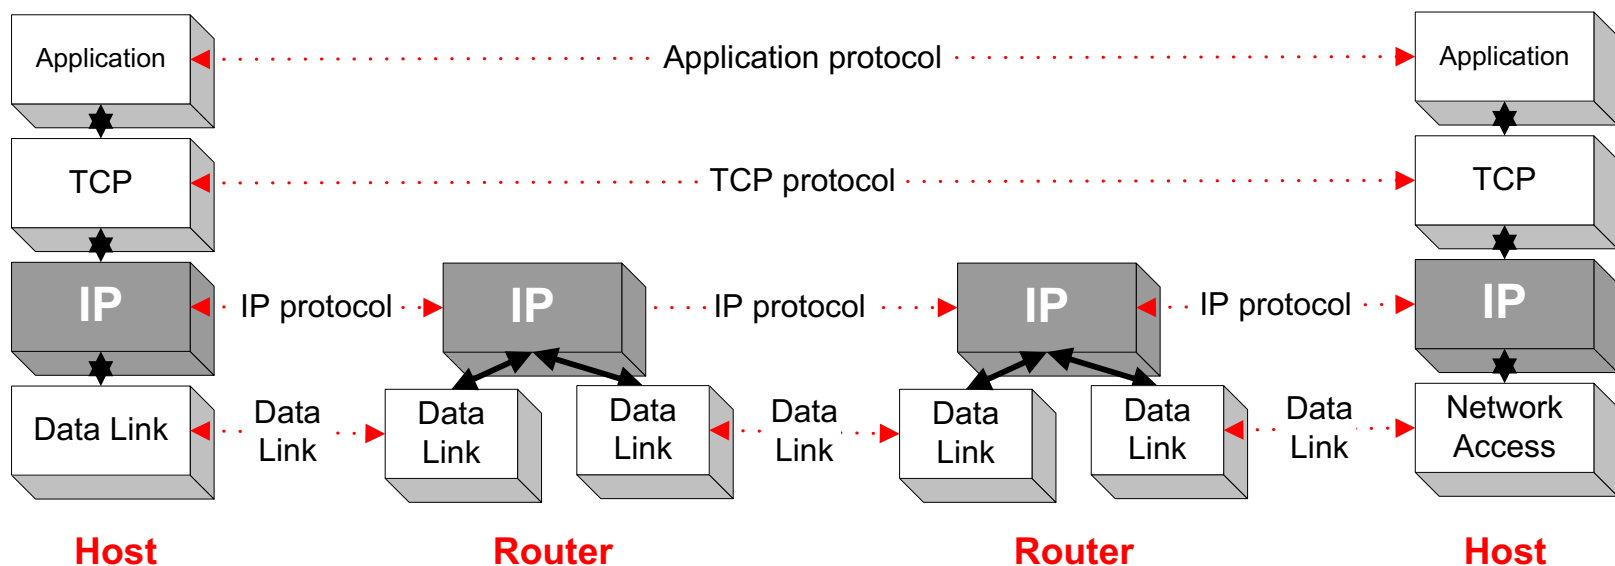 Application
Application protocol
Application
TCP
TCP protocol
TCP
IP
IP protocol
IP
IP protocol
IP
IP protocol
IP
Data Link
Data
Link
Data
Link
Data
Link
Data
Link
Data
Link
Data
Link
Data
Link
Network
Access
Host
Router
Router
Host